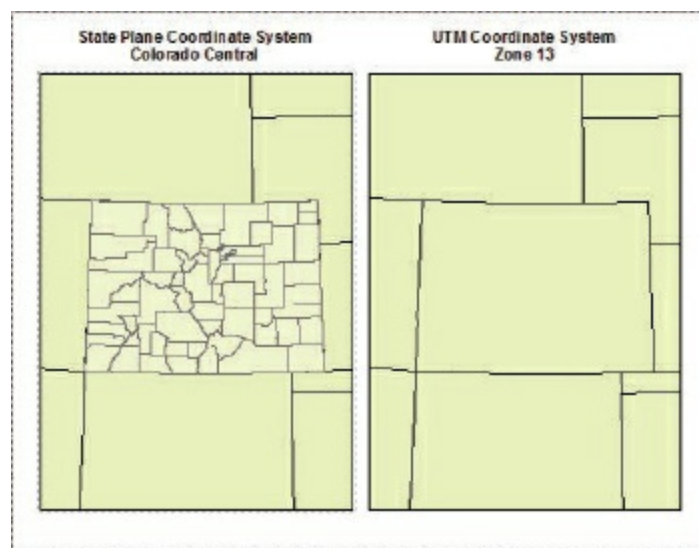 State Plane Coordinate System
Colorado Central
UTM Coordinate System
Zone 13